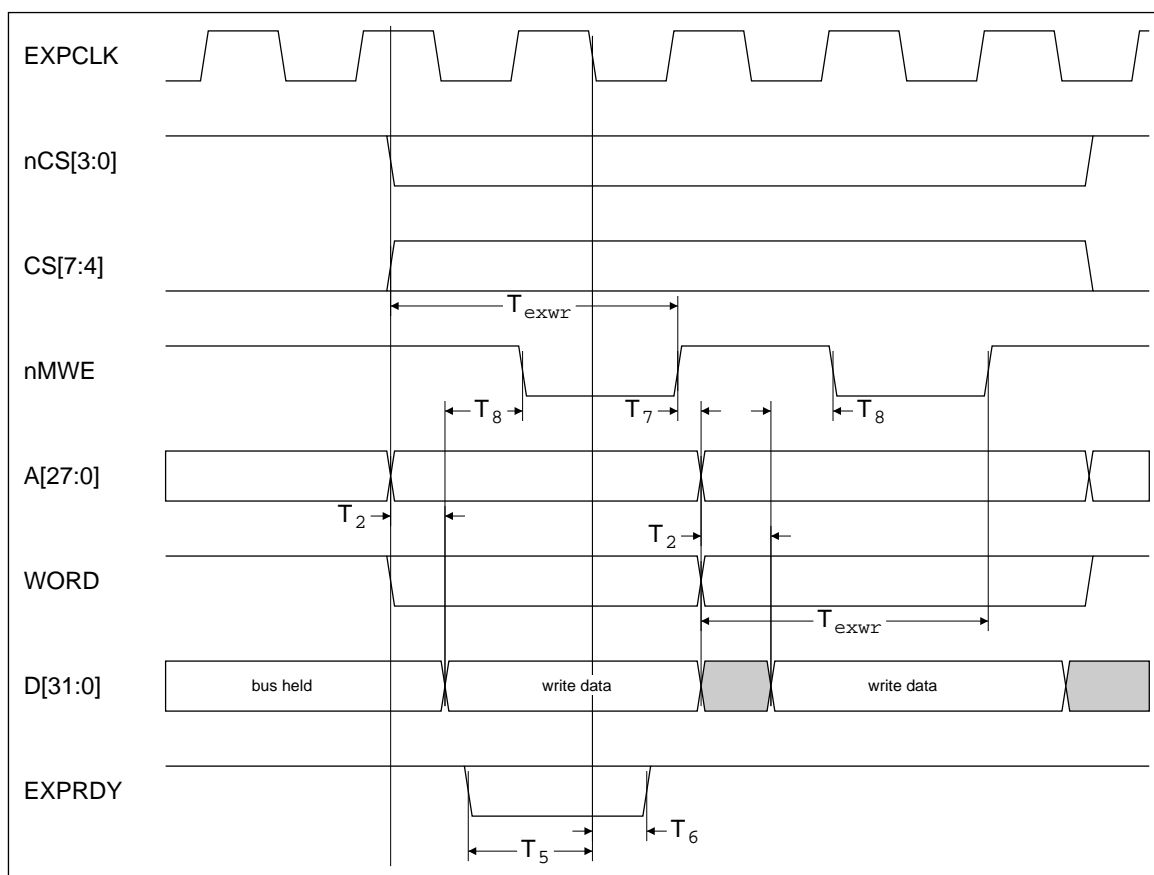 EXPCLK
nCS[3:0]
CS[7:4]
Texwr
nMWE
T8 T7 T8
A[27:0]
T2 T2
WORD
Texwr
D[31:0] bus held write data write data
EXPRDY
T6
T5